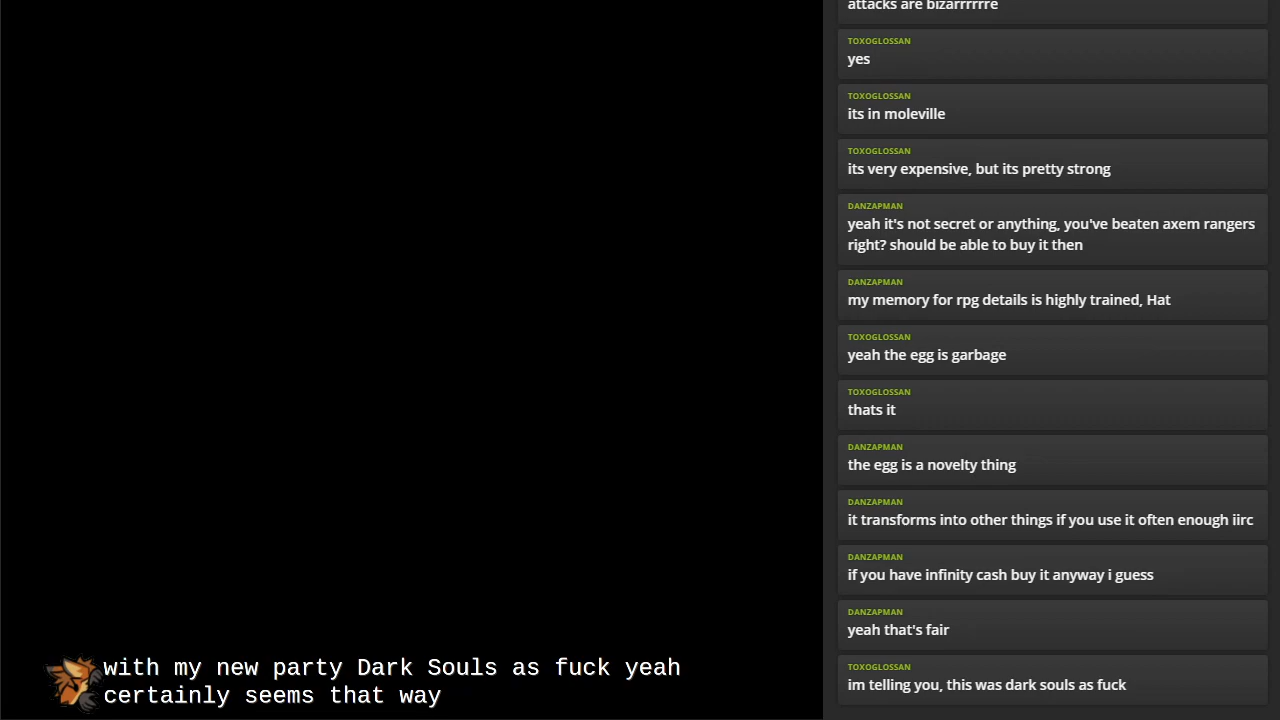 attacks are bizarrrrrre
TOXOGLOSSAN
yes
TOXOGLOSSAN
its in moleville
TOXOGLOSSAN
its very expensive, but its pretty strong
DANZAPMAN
yeah it's not secret or anything, you've beaten axem rangers
right? should be able to buy it then
DANZAPMAN
my memory for rpg details is highly trained, Hat
TOXOGLOSSAN
yeah the egg is garbage
TOXOGLOSSAN
thats it
DANZAPMAN
the egg is a novelty thing
DANZAPMAN
it transforms into other things if you use it often enough iirc
DANZAPMAN
if you have infinity cash buy it anyway i guess
DANZAPMAN
yeah that's fair
TOXOGLOSSAN
im telling you, this was dark souls as fuck
with my new party Dark Souls as fuck yeah
certainly seems that way